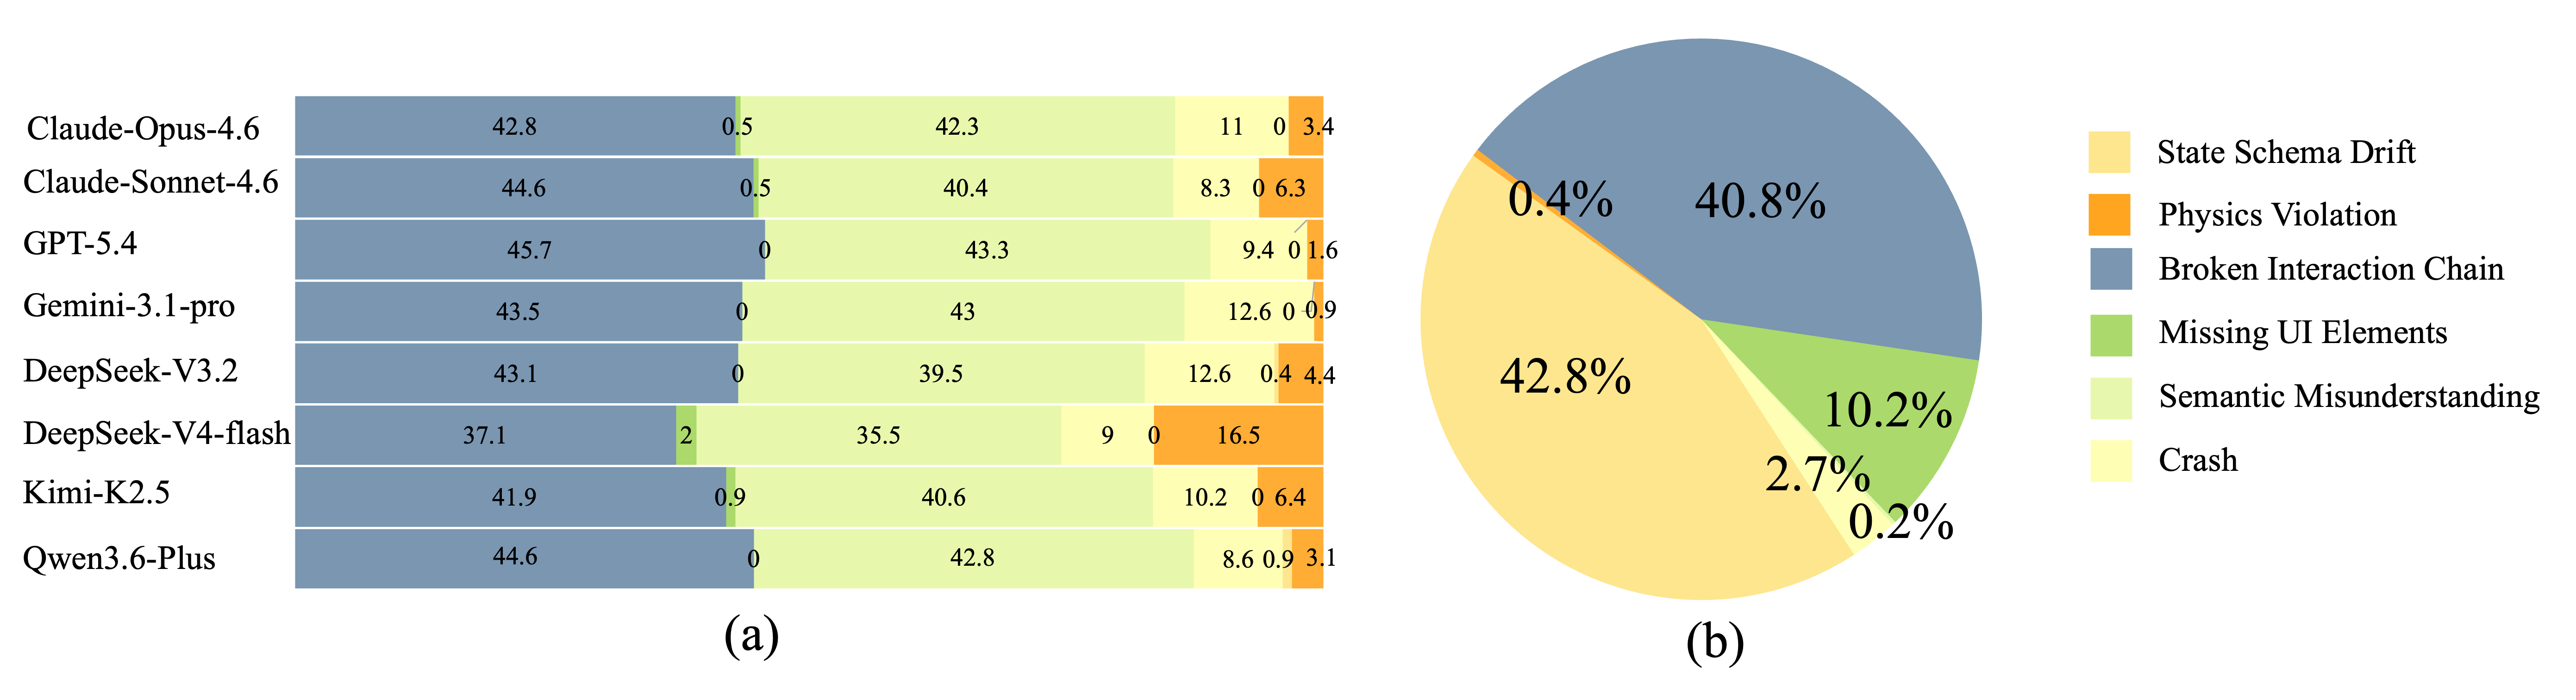 Claude-Opus-4.6 42.8 0.5 42.3 11 0 3.4
Claude-Sonnet-4.6 44.6 0.5 40.4 8.3 0 6.3
GPT-5.4 45.7 0 43.3 9.4 0 1.6
Gemini-3.1-pro 43.5 0 43 12.6 0 0.9
DeepSeek-V3.2 43.1 0 39.5 12.6 0.4 4.4
DeepSeek-V4-flash 37.1 2 35.5 9 0 16.5
Kimi-K2.5 41.9 0.9 40.6 10.2 0 6.4
Qwen3.6-Plus 44.6 0 42.8 8.6 0.9 3.1
(a)
0.4% 40.8%
42.8%
10.2%
2.7%
0.2%
(b)
State Schema Drift
Physics Violation
Broken Interaction Chain
Missing UI Elements
Semantic Misunderstanding
Crash